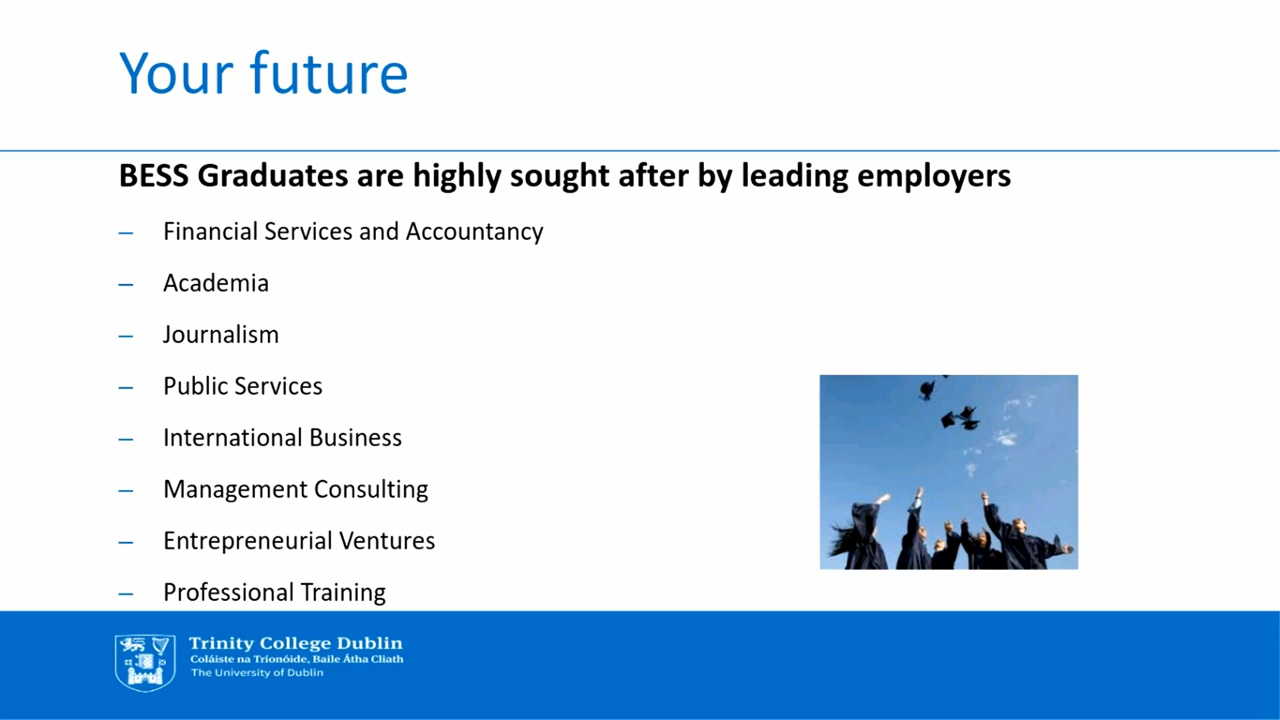 Your future
BESS Graduates are highly sought after by leading employers
– Financial Services and Accountancy
– Academia
– Journalism
– Public Services
– International Business
– Management Consulting
– Entrepreneurial Ventures
– Professional Training
Trinity College Dublin
Coláiste na Tríonóide, Baile Átha Cliath
The University of Dublin